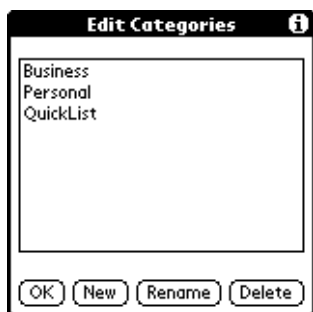 Edit Categories i
Business
Personal
QuickList
OK New Rename Delete